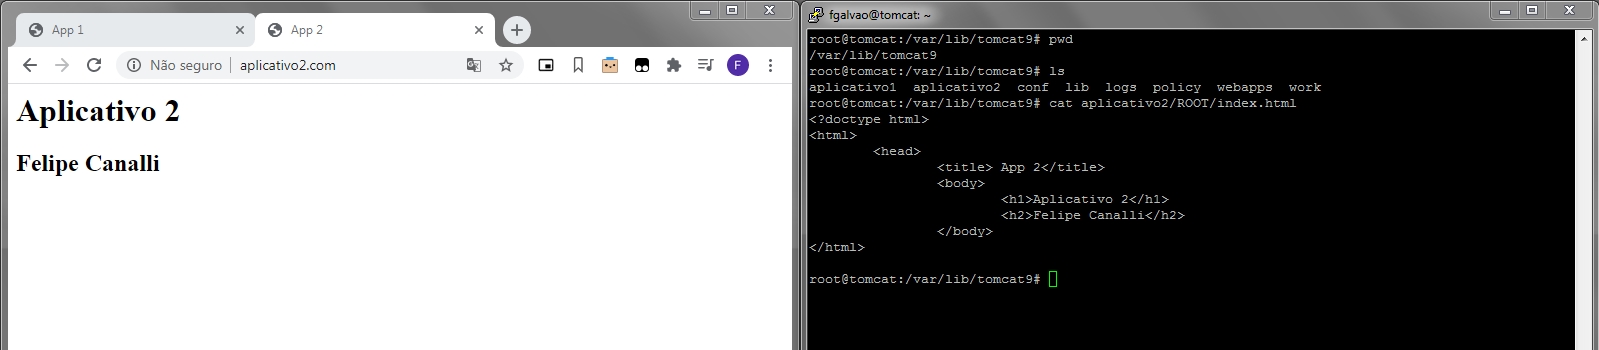 App 1
App 2
Não seguro | aplicativo2.com
F
Aplicativo 2
Felipe Canalli
fgalvao@tomcat: ~
root@tomcat:/var/lib/tomcat9# pwd
/var/lib/tomcat9
root@tomcat:/var/lib/tomcat9# ls
aplicativo1  aplicativo2  conf  lib  logs  policy  webapps  work
root@tomcat:/var/lib/tomcat9# cat aplicativo2/ROOT/index.html
<?doctype html>
<html>
        <head>
                <title> App 2</title>
                <body>
                        <h1>Aplicativo 2</h1>
                        <h2>Felipe Canalli</h2>
                </body>
</html>
root@tomcat:/var/lib/tomcat9#